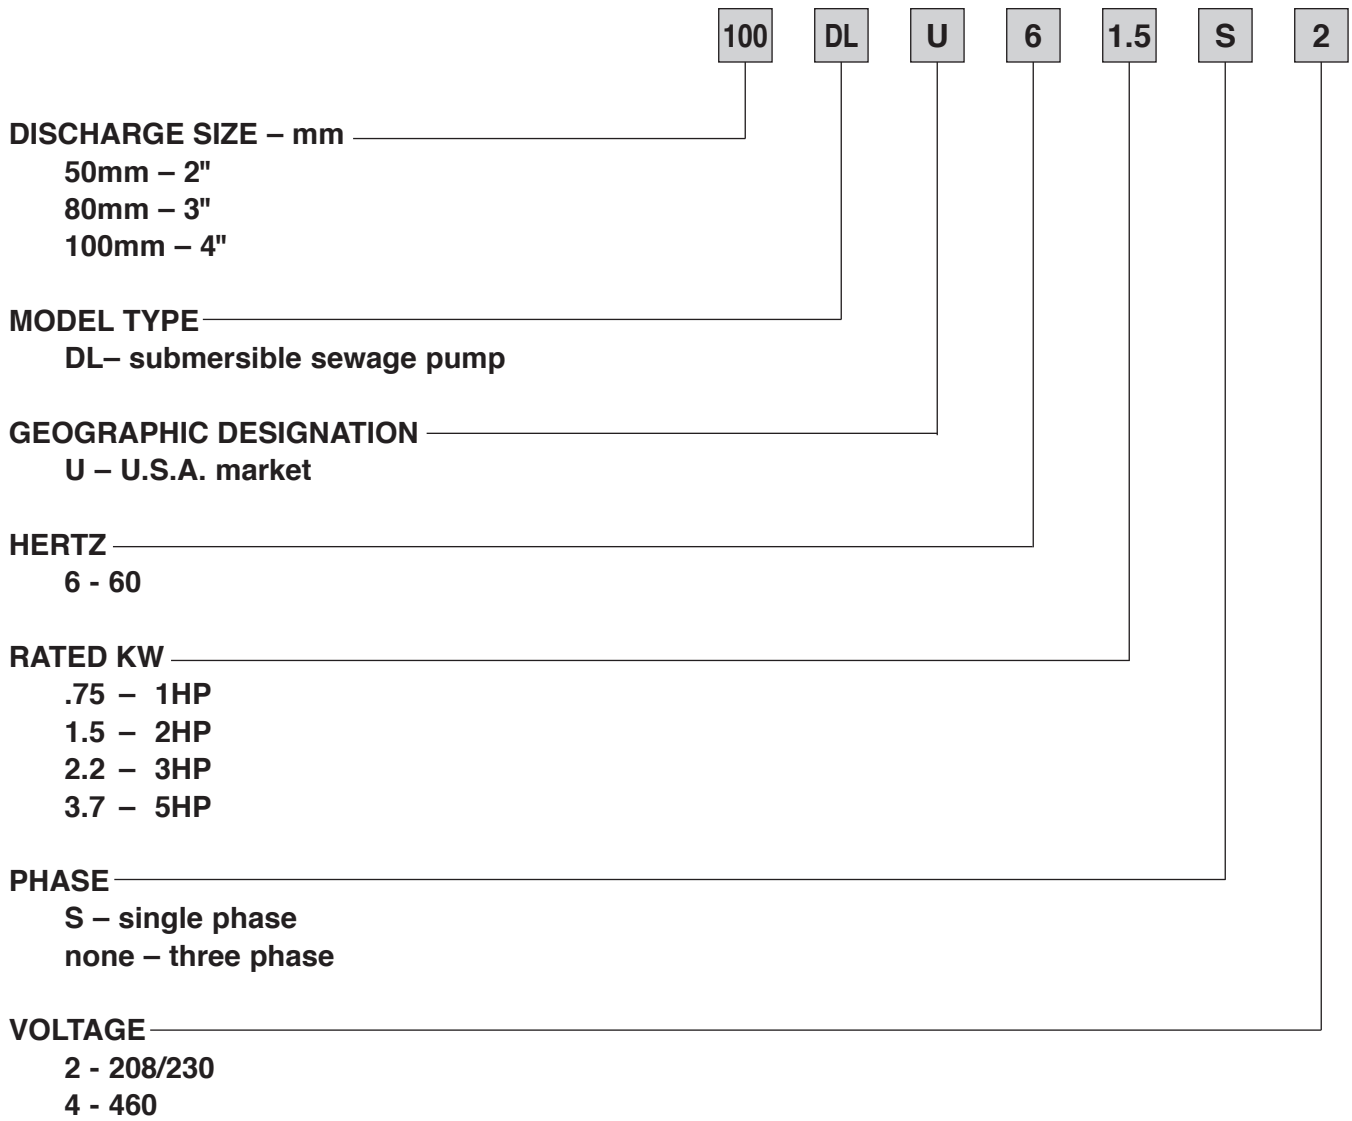 100 DL U 6 1.5 S 2
DISCHARGE SIZE – mm
50mm – 2"
80mm – 3"
100mm – 4"
MODEL TYPE
DL– submersible sewage pump
GEOGRAPHIC DESIGNATION
U – U.S.A. market
HERTZ
6 - 60
RATED KW
.75 – 1HP
1.5 – 2HP
2.2 – 3HP
3.7 – 5HP
PHASE
S – single phase
none – three phase
VOLTAGE
2 - 208/230
4 - 460